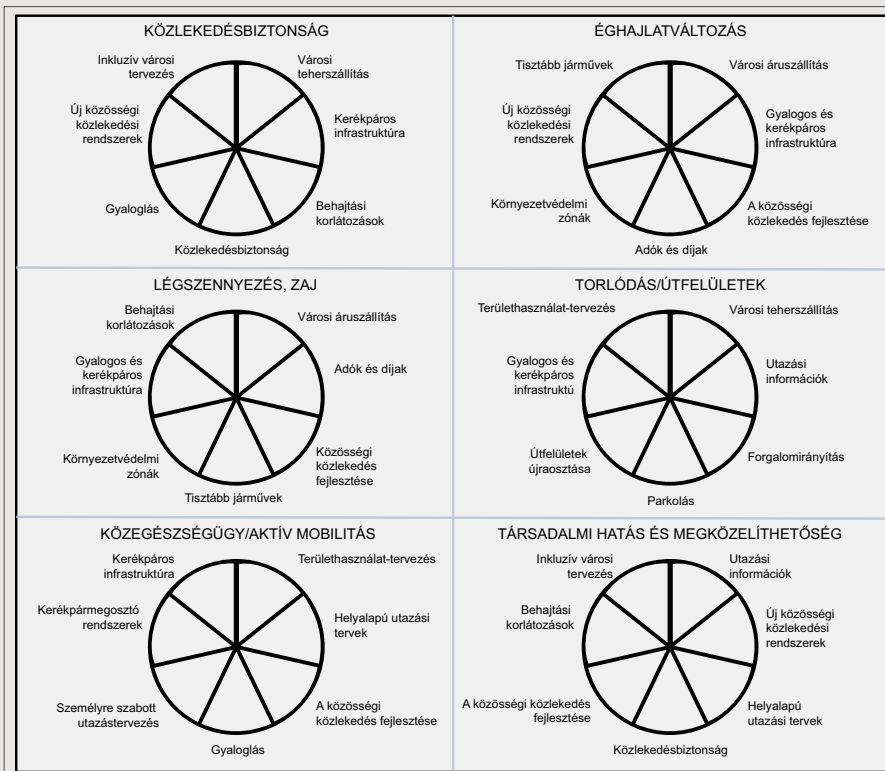 KÖZLEKEDÉSBIZTONSÁG
Inkluzív városi
tervezés
Városi
teherszállítás
Új közösségi
közlekedési
rendszerek
Kerékpáros
infrastruktúra
Gyaloglás
Behajtási
korlátozások
Közlekedésbiztonság
ÉGHAJLATVÁLTOZÁS
Tisztább járművek
Városi áruszállítás
Új közösségi
közlekedési
rendszerek
Gyalogos és
kerékpáros
infrastruktúra
Környezetvédelmi
zónák
A közösségi
közlekedés fejlesztése
Adók és díjak
LÉGSZENNYEZÉS, ZAJ
Behajtási
korlátozások
Városi áruszállítás
Gyalogos és
kerékpáros
infrastruktúra
Adók és díjak
Környezetvédelmi
zónák
Közösségi
közlekedés
fejlesztése
Tisztább járművek
TORLÓDÁS/ÚTFELÜLETEK
Területhasználat-tervezés
Városi teherszállítás
Gyalogos és
kerékpáros
infrastruktú
Utazási
információk
Útfelületek
újraosztása
Forgalomirányítás
Parkolás
KÖZEGÉSZSÉGÜGY/AKTÍV MOBILITÁS
Kerékpáros
infrastruktúra
Területhasználat-tervezés
Kerékpármegosztó
rendszerek
Helyalapú utazási
tervek
Személyre szabott
utazástervezés
A közösségi
közlekedés fejlesztése
Gyaloglás
TÁRSADALMI HATÁS ÉS MEGKÖZELÍTHETŐSÉG
Inkluzív városi
tervezés
Utazási
információk
Behajtási
korlátozások
Új közösségi
közlekedési
rendszerek
A közösségi közlekedés
fejlesztése
Helyalapú
utazási tervek
Közlekedésbiztonság